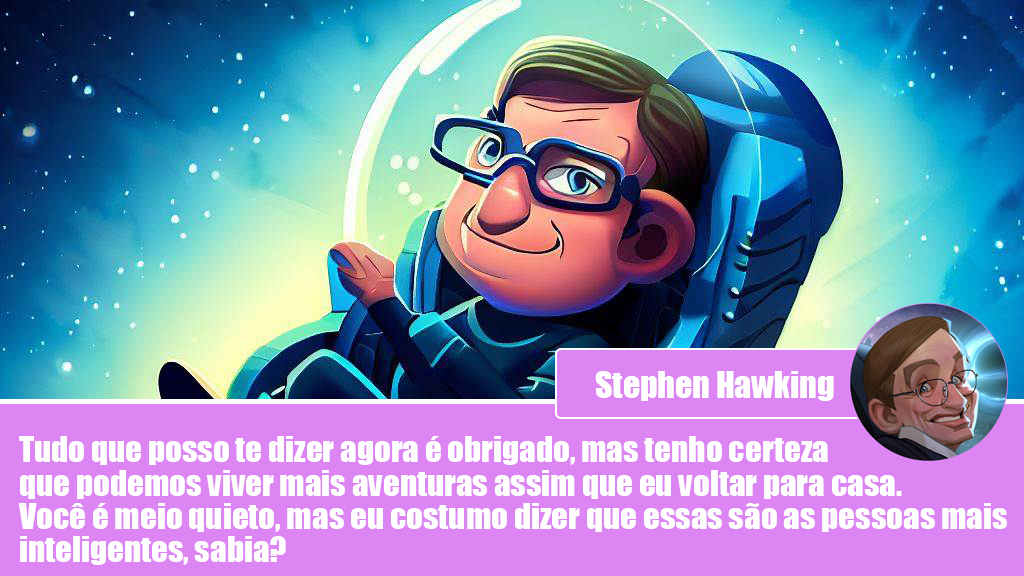 Stephen Hawking
Tudo que posso te dizer agora é obrigado, mas tenho certeza
que podemos viver mais aventuras assim que eu voltar para casa.
Você é meio quieto, mas eu costumo dizer que essas são as pessoas mais
inteligentes, sabia?